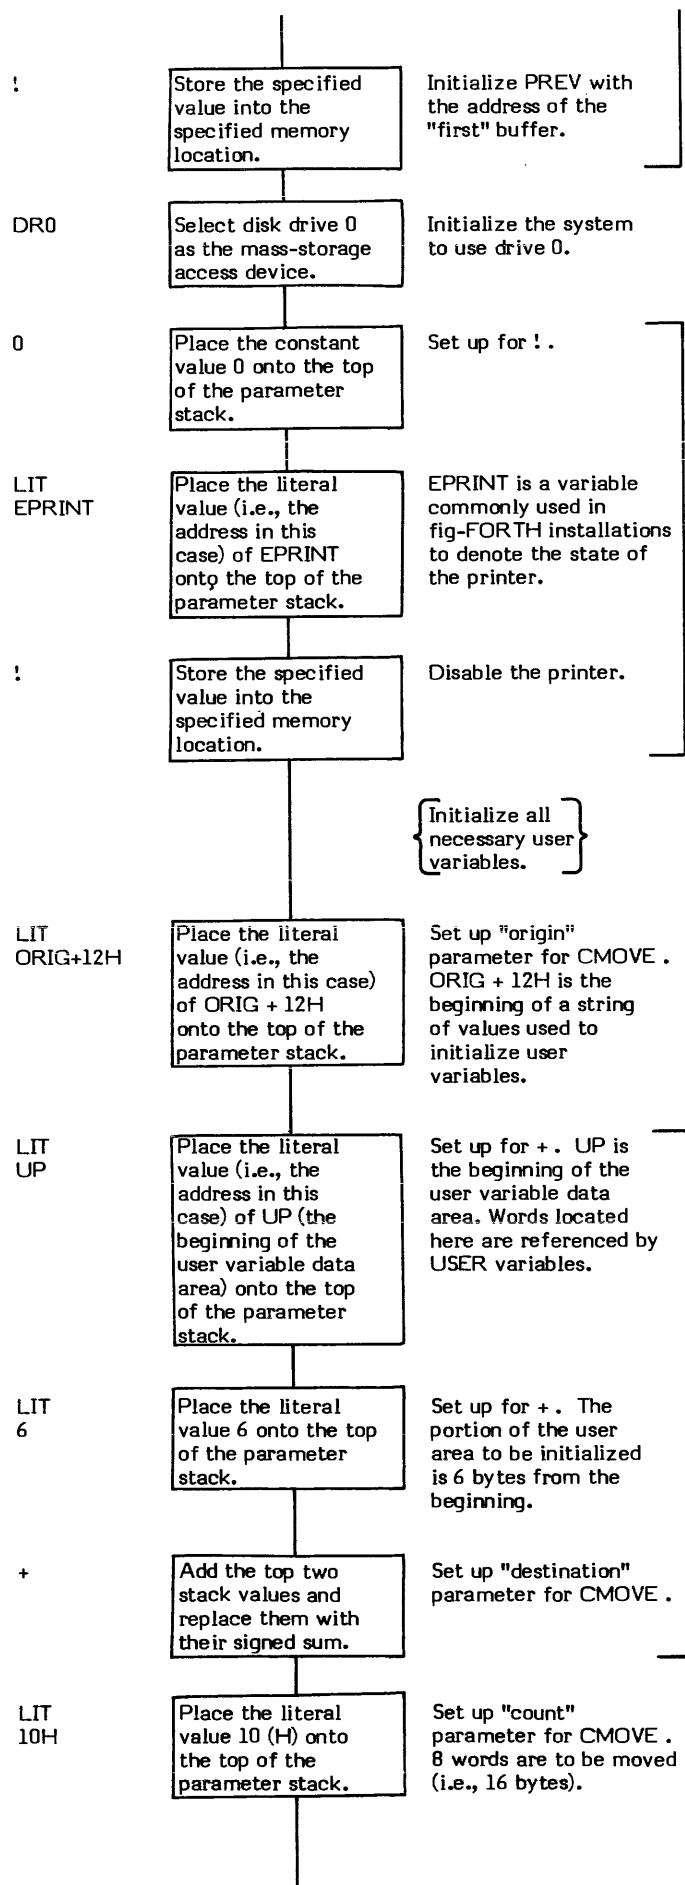 !
Store the specified
value into the
specified memory
location.
Initialize PREV with
the address of the
"first" buffer.
DR0
Select disk drive 0
as the mass-storage
access device.
Initialize the system
to use drive 0.
0
Place the constant
value 0 onto the top
of the parameter
stack.
Set up for ! .
LIT
EPRINT
Place the literal
value (i.e., the
address in this
case) of EPRINT
onto the top of the
parameter stack.
EPRINT is a variable
commonly used in
fig-FORTH installations
to denote the state of
the printer.
!
Store the specified
value into the
specified memory
location.
Disable the printer.
Initialize all
necessary user
variables.
LIT
ORIG+12H
Place the literal
value (i.e., the
address in this case)
of ORIG + 12H
onto the top of the
parameter stack.
Set up "origin"
parameter for CMOVE .
ORIG + 12H is the
beginning of a string
of values used to
initialize user
variables.
LIT
UP
Place the literal
value (i.e., the
address in this
case) of UP (the
beginning of the
user variable data
area) onto the top
of the parameter
stack.
Set up for + . UP is
the beginning of the
user variable data
area. Words located
here are referenced by
USER variables.
LIT
6
Place the literal
value 6 onto the top
of the parameter
stack.
Set up for + . The
portion of the user
area to be initialized
is 6 bytes from the
beginning.
+
Add the top two
stack values and
replace them with
their signed sum.
Set up "destination"
parameter for CMOVE .
LIT
10H
Place the literal
value 10 (H) onto
the top of the
parameter stack.
Set up "count"
parameter for CMOVE .
8 words are to be moved
(i.e., 16 bytes).